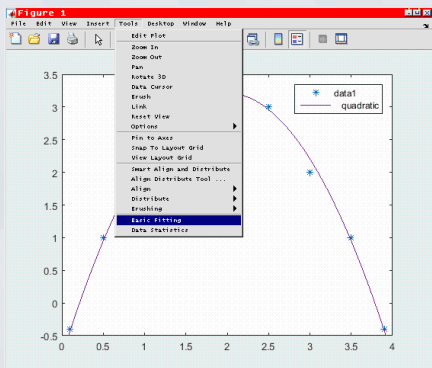 Figure 1
File Edit View Insert Tools Desktop Window Help
Edit Plot
Zoom In
Zoom Out
Pan
Rotate 3D
Data Cursor
Brush
Link
Reset View
Options
Pin to Axes
Snap To Layout Grid
View Layout Grid
Smart Align and Distribute
Align Distribute Tool ...
Align
Distribute
Brushing
Basic Fitting
Data Statistics
data1
quadratic
3.5
3
2.5
2
1.5
1
0.5
0
-0.5
0 0.5 1 1.5 2 2.5 3 3.5 4